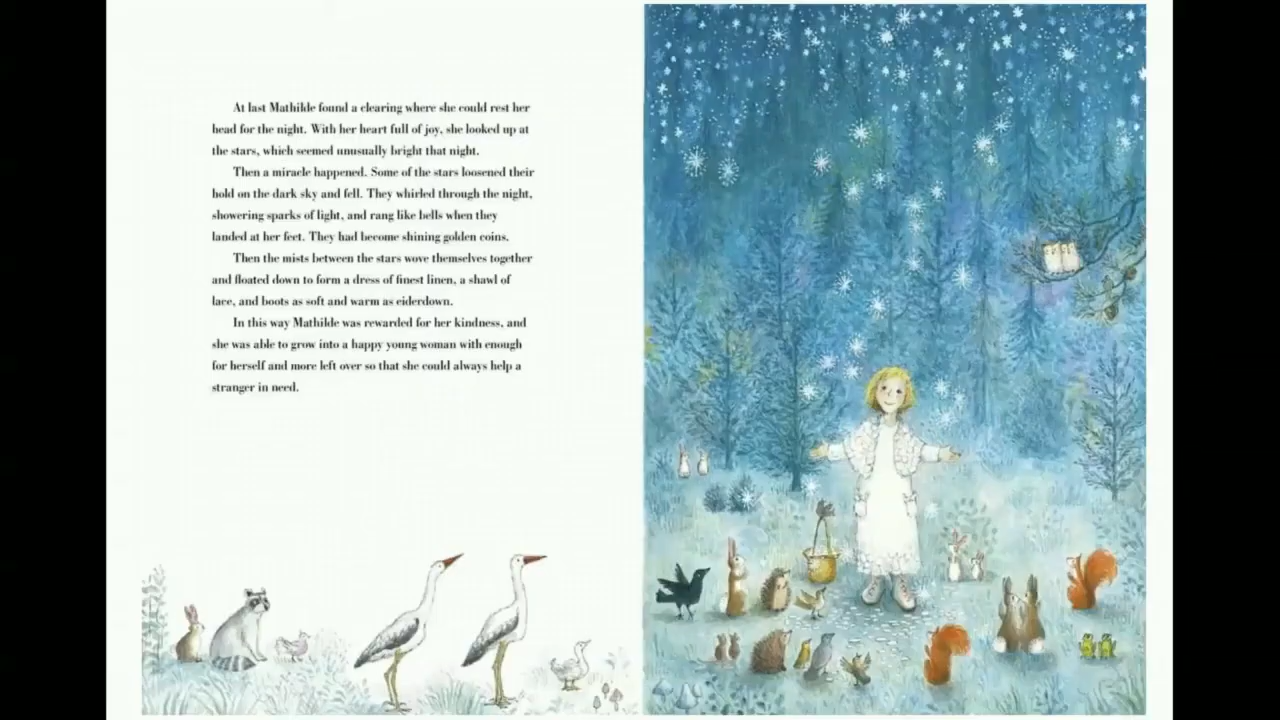 At last Mathilde found a clearing where she could rest her
head for the night. With her heart full of joy, she looked up at
the stars, which seemed unusually bright that night.
Then a miracle happened. Some of the stars loosened their
hold on the dark sky and fell. They whirled through the night,
showering sparks of light, and rang like bells when they
landed at her feet. They had become shining golden coins.
Then the mists between the stars wove themselves together
and floated down to form a dress of finest linen, a shawl of
lace, and boots as soft and warm as eiderdown.
In this way Mathilde was rewarded for her kindness, and
she was able to grow into a happy young woman with enough
for herself and more left over so that she could always help a
stranger in need.